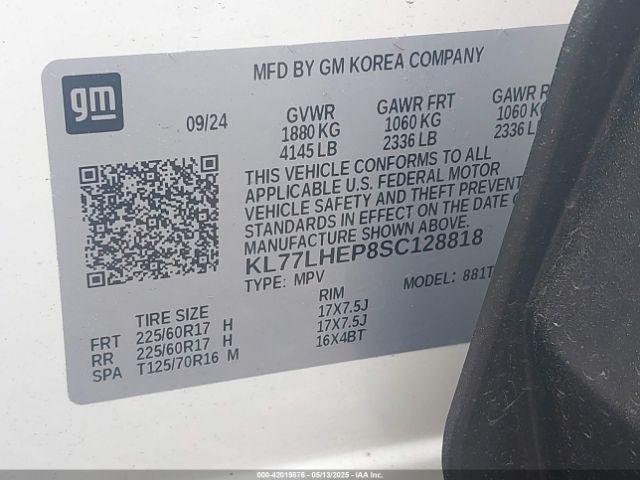 MFD BY GM KOREA COMPANY
gm
09/24
GVWR GAWR FRT GAWR RR
1880 KG 1060 KG 1060 KG
4145 LB 2336 LB 2336 LB
THIS VEHICLE CONFORMS TO ALL
APPLICABLE U.S. FEDERAL MOTOR
VEHICLE SAFETY AND THEFT PREVENT
STANDARDS IN EFFECT ON THE DATE O
MANUFACTURE SHOWN ABOVE.
KL77LHEP8SC128818
TYPE: MPV MODEL: 881T
TIRE SIZE RIM
FRT 225/60R17 H 17X7.5J
RR 225/60R17 H 17X7.5J
SPA T125/70R16 M 16X4BT
000-42019876 05/13/2025 IAA Inc.